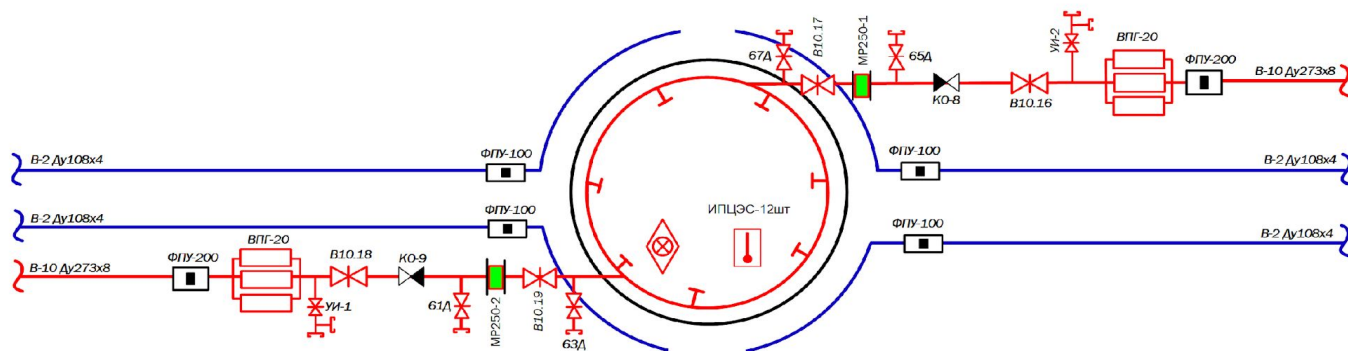 67Д
В10.17
МР250-1
65Д
КО-8
В10.16
УИ-2
ВПГ-20
ФПУ-200
В-10 Ду273х8
В-2 Ду108х4
ФПУ-100
ФПУ-100
В-2 Ду108х4
В-2 Ду108х4
ФПУ-100
ИПЦЭС-12шт
ФПУ-100
В-2 Ду108х4
В-10 Ду273х8
ФПУ-200
ВПГ-20
УИ-1
В10.18
КО-9
61Д
МР250-2
В10.19
63Д